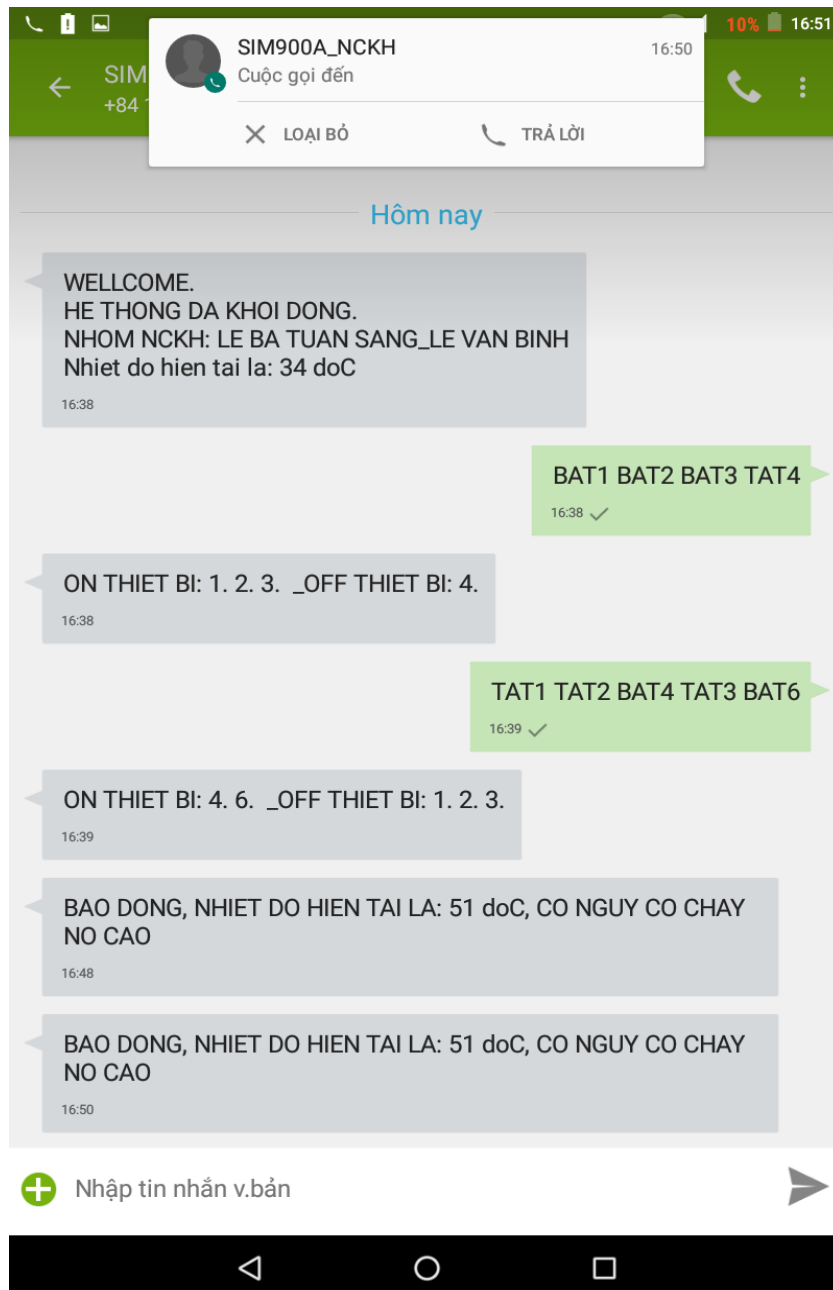 10% 16:51
SIM900A_NCKH 16:50
Cuộc gọi đến
LOẠI BỎ TRẢ LỜI
SIM
+84
Hôm nay
WELLCOME.
HE THONG DA KHOI DONG.
NHOM NCKH: LE BA TUAN SANG_LE VAN BINH
Nhiet do hien tai la: 34 doC
16:38
BAT1 BAT2 BAT3 TAT4
16:38
ON THIET BI: 1. 2. 3. _OFF THIET BI: 4.
16:38
TAT1 TAT2 BAT4 TAT3 BAT6
16:39
ON THIET BI: 4. 6. _OFF THIET BI: 1. 2. 3.
16:39
BAO DONG, NHIET DO HIEN TAI LA: 51 doC, CO NGUY CO CHAY
NO CAO
16:48
BAO DONG, NHIET DO HIEN TAI LA: 51 doC, CO NGUY CO CHAY
NO CAO
16:50
Nhập tin nhắn v.bản